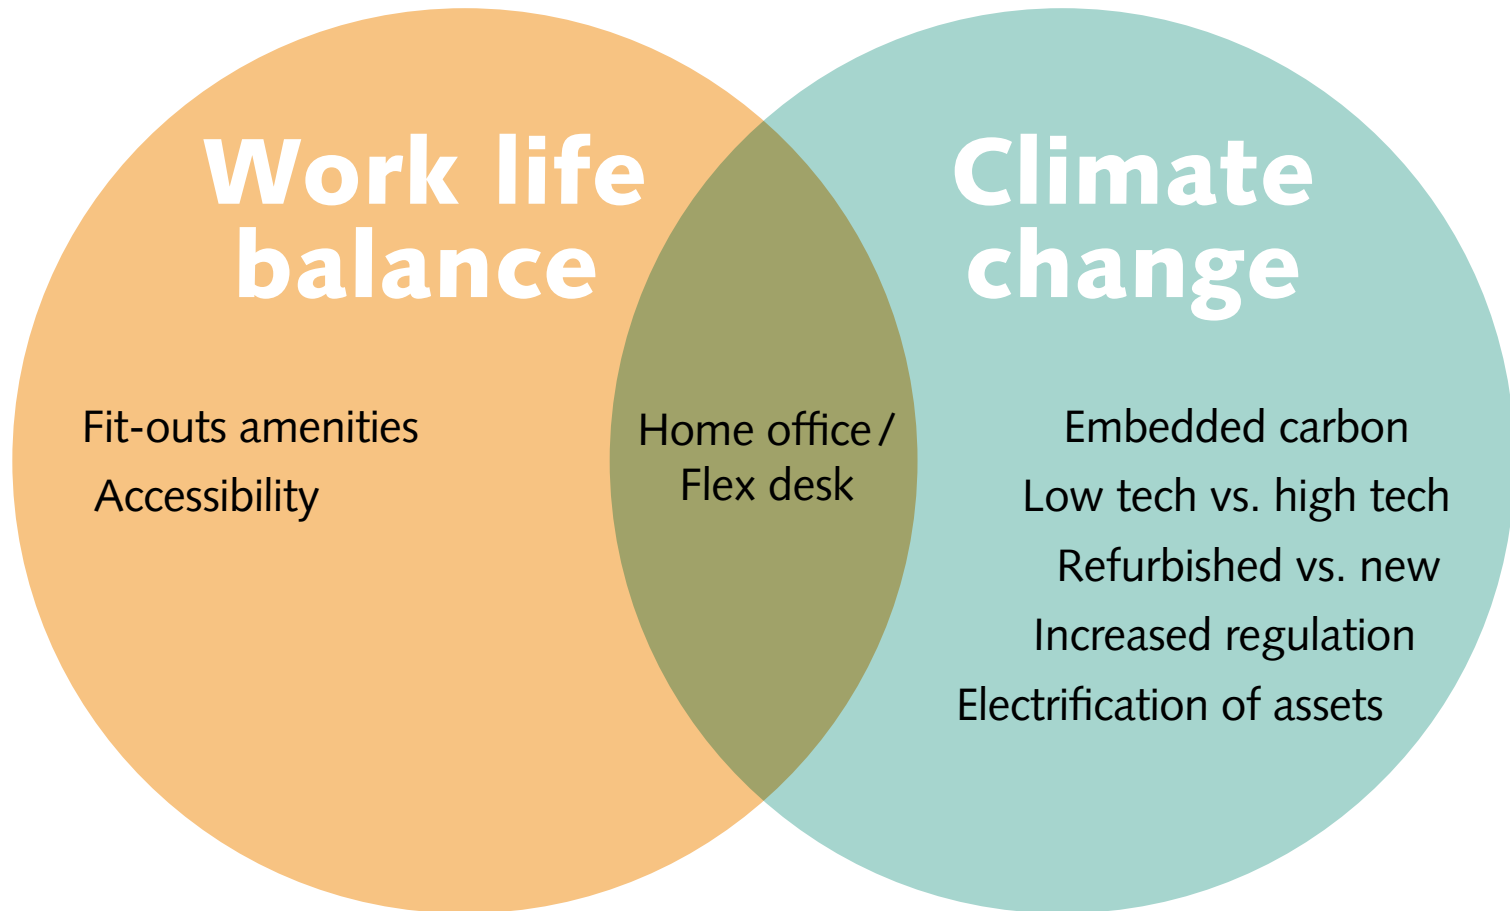 Work life
balance
Climate
change
Fit-outs amenities
Accessibility
Home office/
Flex desk
Embedded carbon
Low tech vs. high tech
Refurbished vs. new
Increased regulation
Electrification of assets